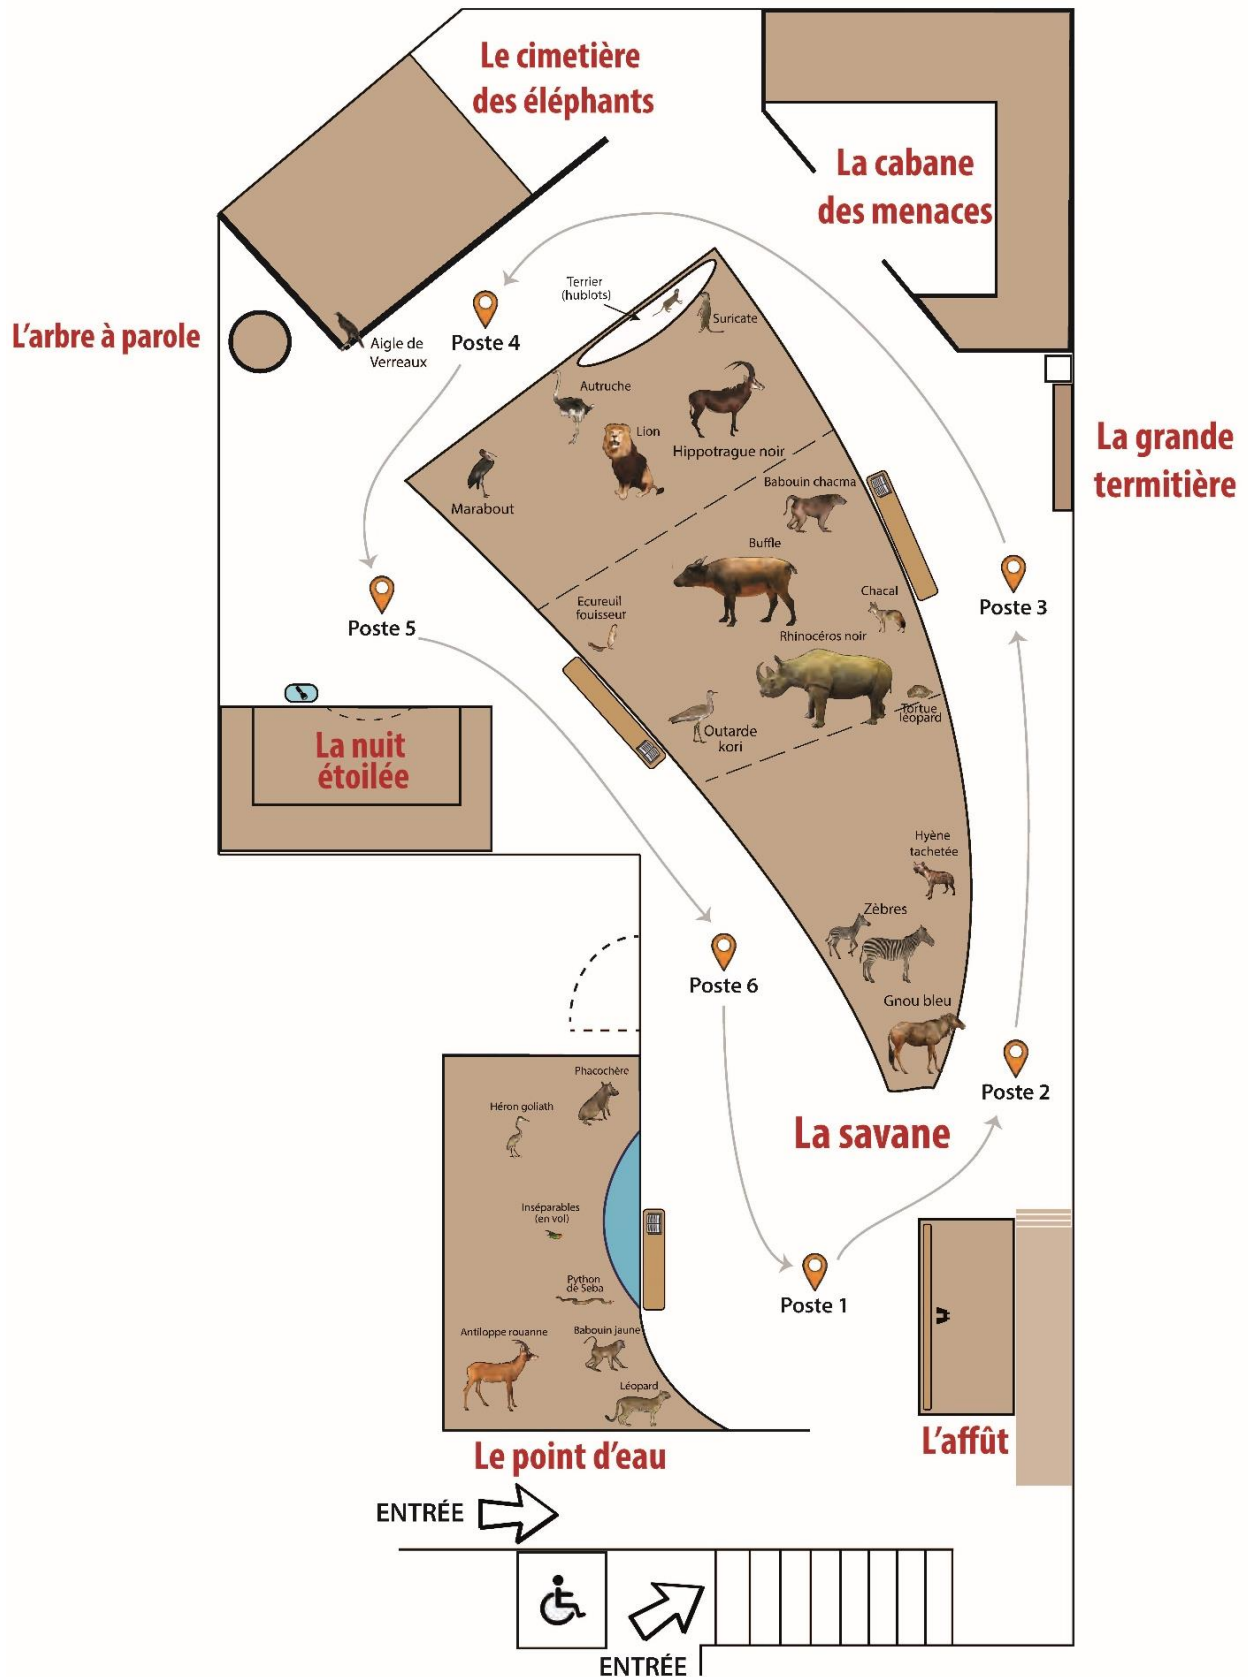 Le cimetière
des éléphants
La cabane
des menaces
Terrier
(hublots)
Suricate
L'arbre à parole
Aigle de
Verreaux
Poste 4
Autruche
Lion
Hippotrague noir
La grande
termitière
Marabout
Babouin chacma
Buffle
Chacal
Poste 3
Ecureuil
fouisseur
Poste 5
Rhinocéros noir
Tortue
léopard
Outarde
kori
La nuit
étoilée
Hyène
tachetée
Zèbres
Poste 6
Gnou bleu
Poste 2
Phacochère
Héron goliath
La savane
Inséparables
(en vol)
Python
de Seba
Poste 1
Antiloppe rouanne
Babouin jaune
Léopard
Le point d'eau
L'affût
ENTRÉE
ENTRÉE